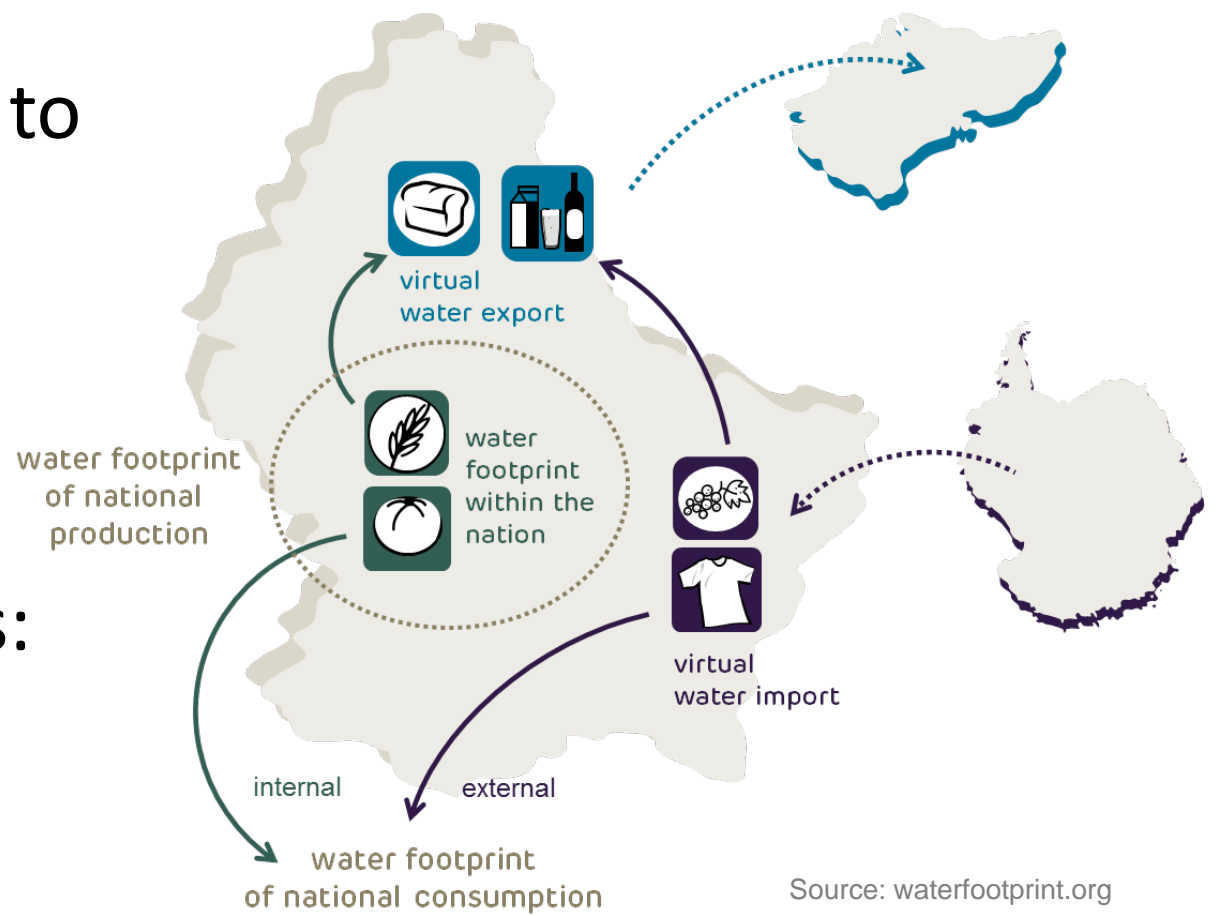 to
virtual
water export
water footprint
of national
production
water
footprint
within the
nation
s:
virtual
water import
internal
external
water footprint
of national consumption
Source: waterfootprint.org